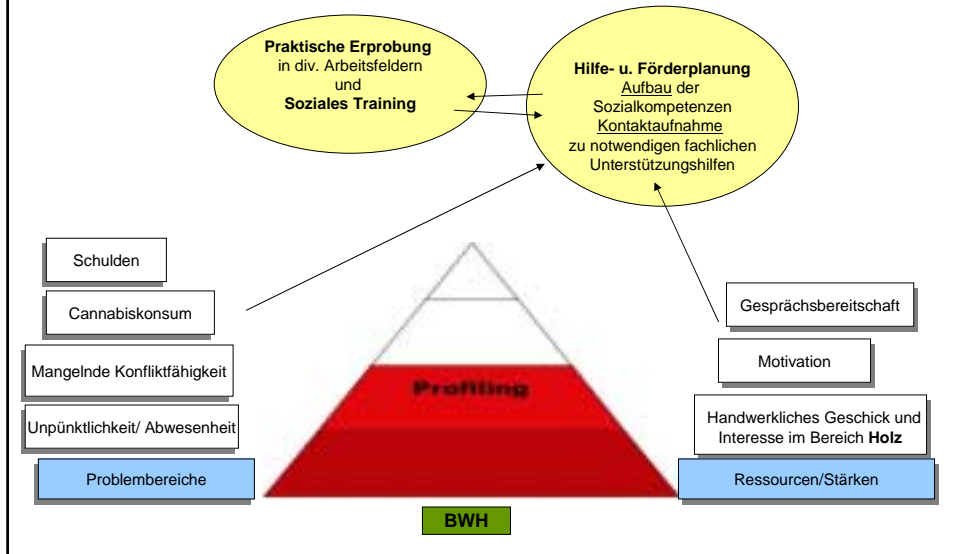 Praktische Erprobung
in div. Arbeitsfeldern
und
Soziales Training
Hilfe- u. Förderplanung
Aufbau der
Sozialkompetenzen
Kontaktaufnahme
zu notwendigen fachlichen
Unterstützungshilfen
Schulden
Cannabiskonsum
Mangelnde Konfliktfähigkeit
Unpünktlichkeit/ Abwesenheit
Problembereiche
Profiling
Gesprächsbereitschaft
Motivation
Handwerkliches Geschick und
Interesse im Bereich Holz
Ressourcen/Stärken
BWH